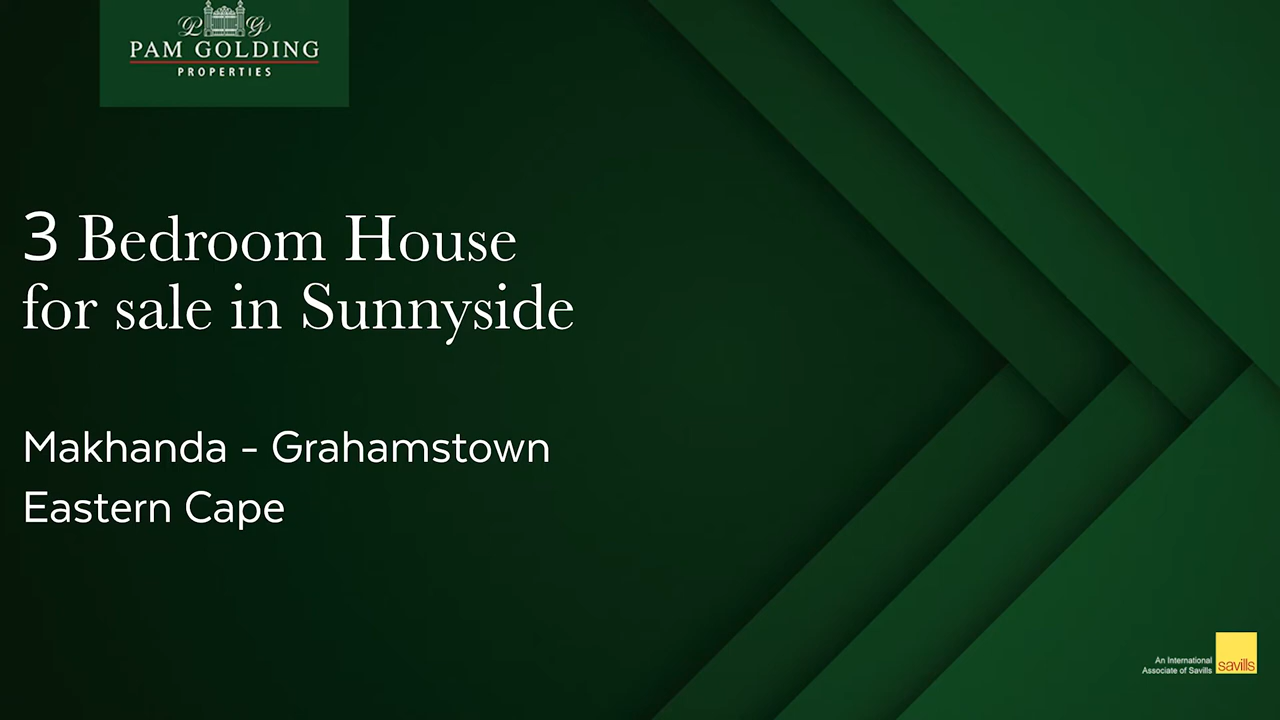 PG
PAM GOLDING
PROPERTIES
3 Bedroom House
for sale in Sunnyside
Makhanda - Grahamstown
Eastern Cape
An International
Associate of Savills
savills